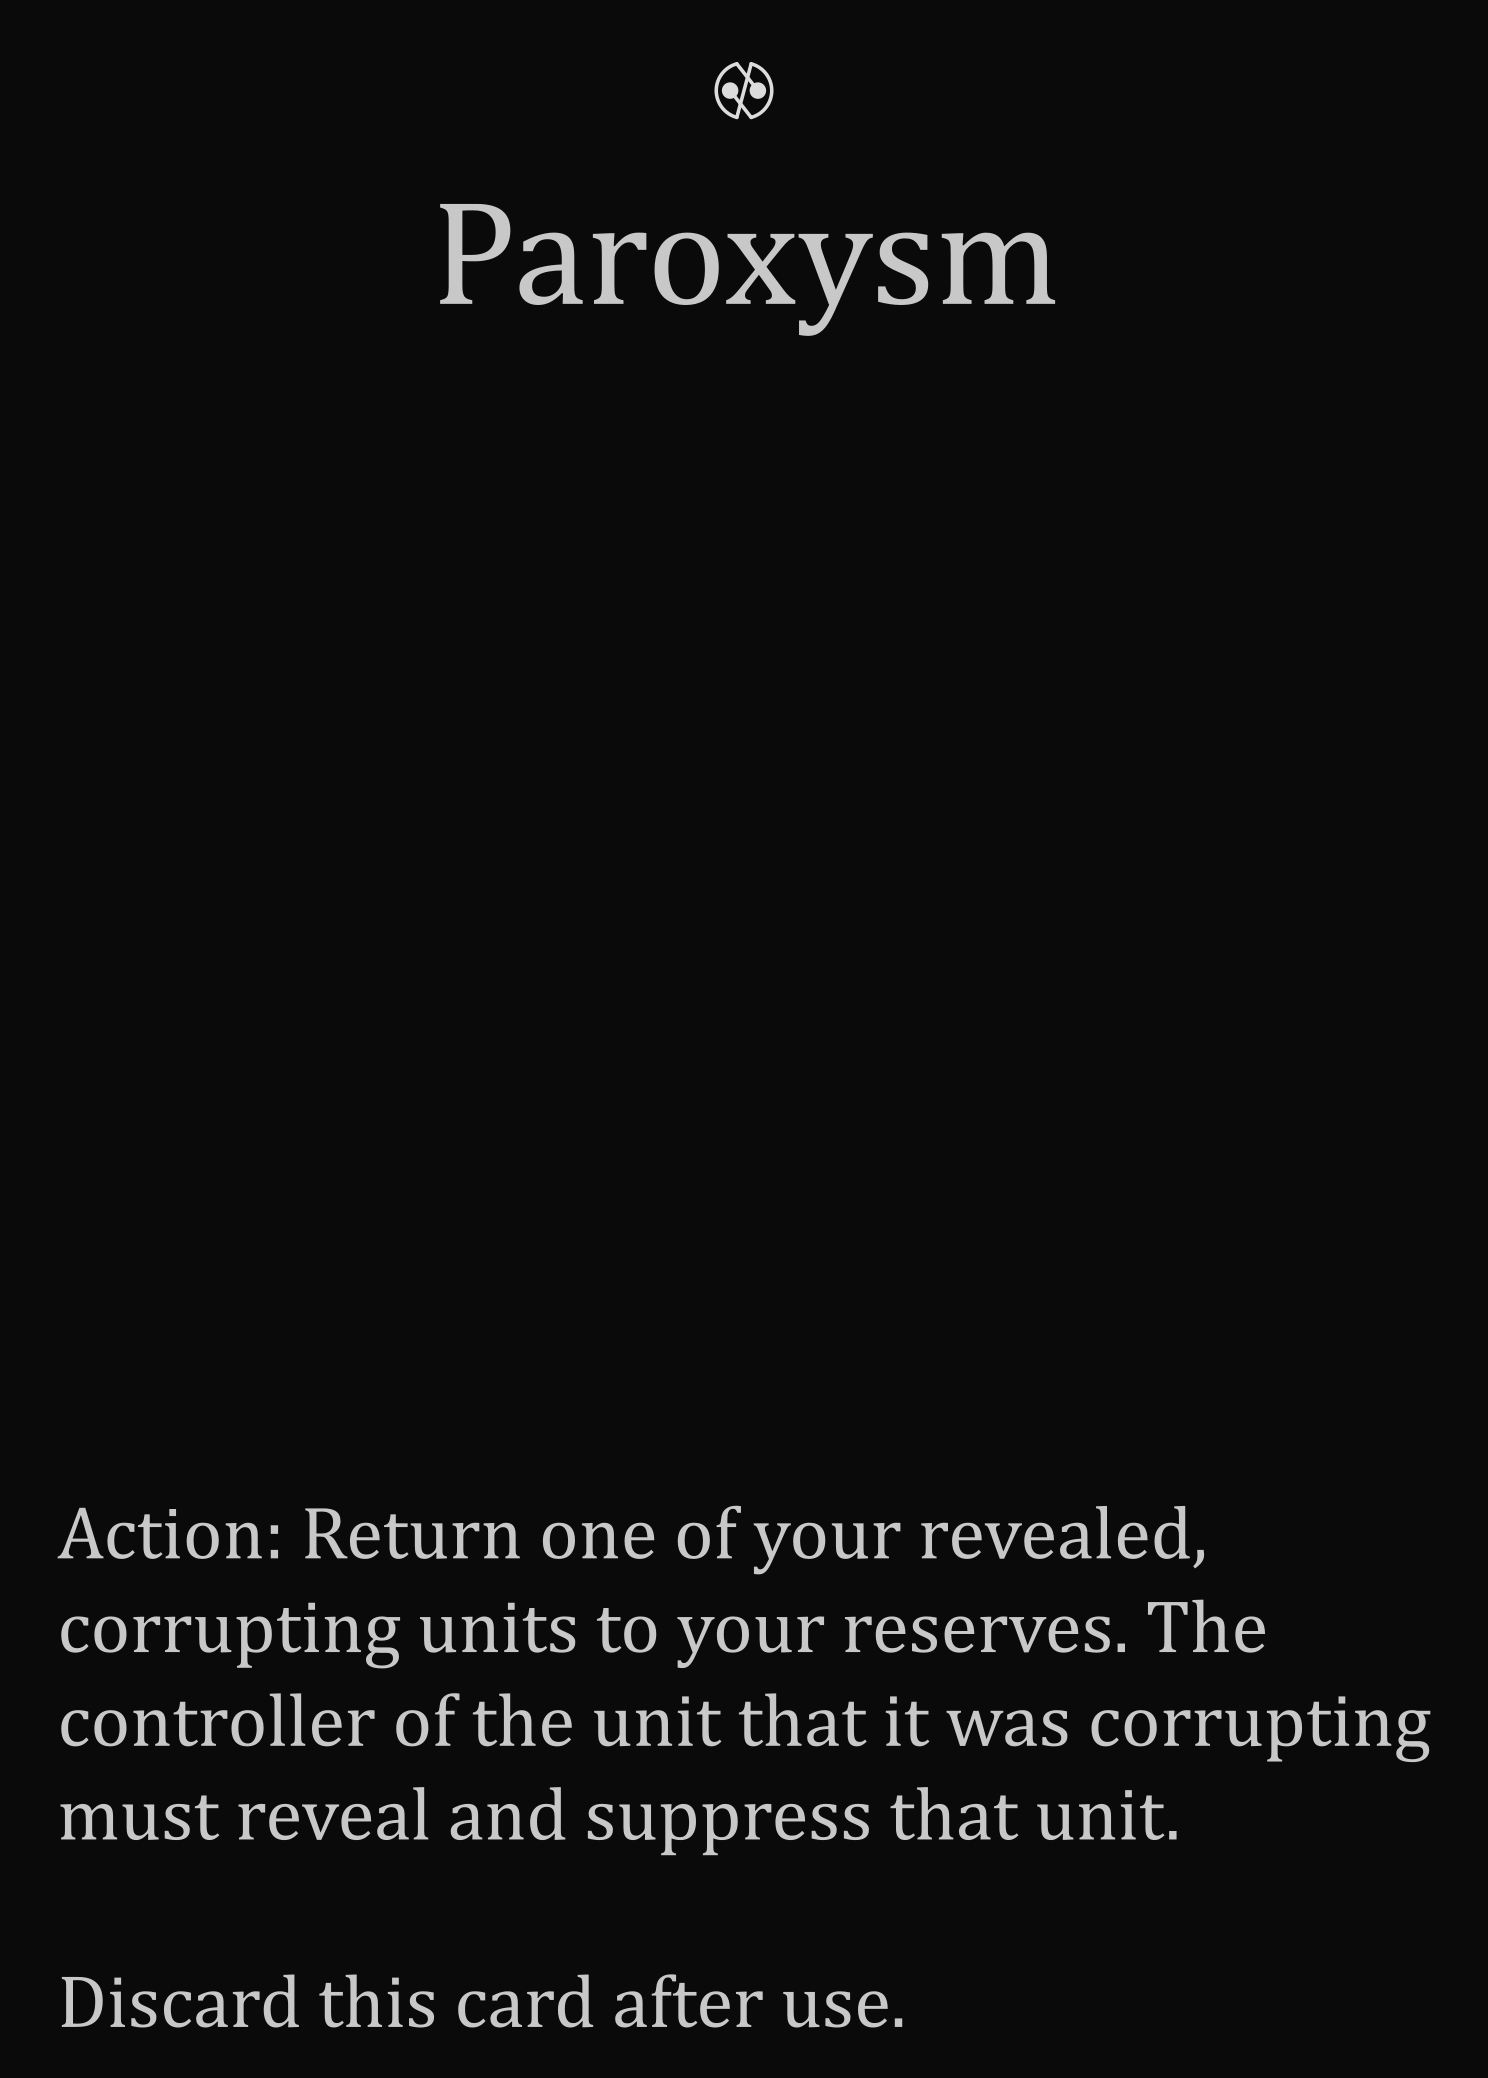 Paroxysm
Action: Return one of your revealed,
corrupting units to your reserves. The
controller of the unit that it was corrupting
must reveal and suppress that unit.
Discard this card after use.